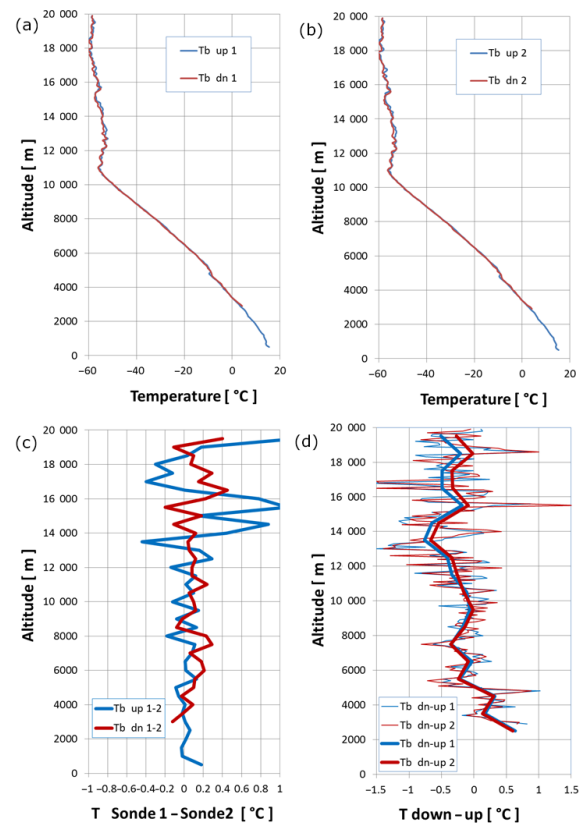 (a)
20 000
18 000
16 000
14 000
12 000
10 000
8000
6000
4000
2000
0
Altitude [ m ]
Tb up 1
Tb dn 1
−60
−40
−20
0
20
Temperature [ °C ]
(b)
20 000
18 000
16 000
14 000
12 000
10 000
8000
6000
4000
2000
0
Altitude [ m ]
Tb up 2
Tb dn 2
−60
−40
−20
0
20
Temperature [ °C ]
(c)
20 000
18 000
16 000
14 000
12 000
10 000
8000
6000
4000
2000
0
Altitude [ m ]
Tb up 1-2
Tb dn 1-2
−1 −0.8−0.6−0.4−0.2 0 0.2 0.4 0.6 0.8 1
T Sonde 1 – Sonde2 [ °C ]
(d)
20 000
18 000
16 000
14 000
12 000
10 000
8000
6000
4000
2000
0
Altitude [ m ]
Tb dn-up 1
Tb dn-up 2
Tb dn-up 1
Tb dn-up 2
−1.5 −1 −0.5 0 0.5 1 1.5
T down – up [ °C ]